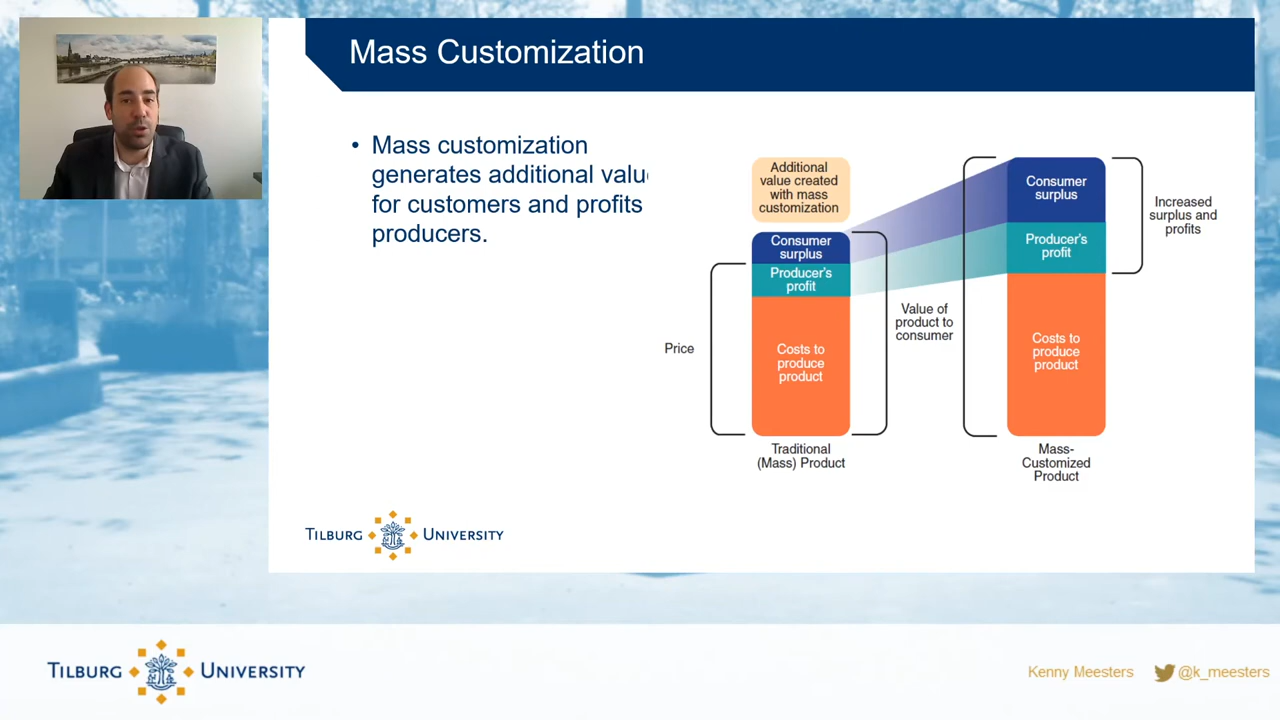 Mass Customization
• Mass customization
generates additional valu
for customers and profits
producers.
Additional
value created
with mass
customization
Consumer
surplus
Producer's
profit
Costs to
produce
product
Price
Traditional
(Mass) Product
Value of
product to
consumer
Consumer
surplus
Producer's
profit
Costs to
produce
product
Mass-
Customized
Product
Increased
surplus and
profits
TILBURG UNIVERSITY
TILBURG UNIVERSITY
Kenny Meesters @k_meesters